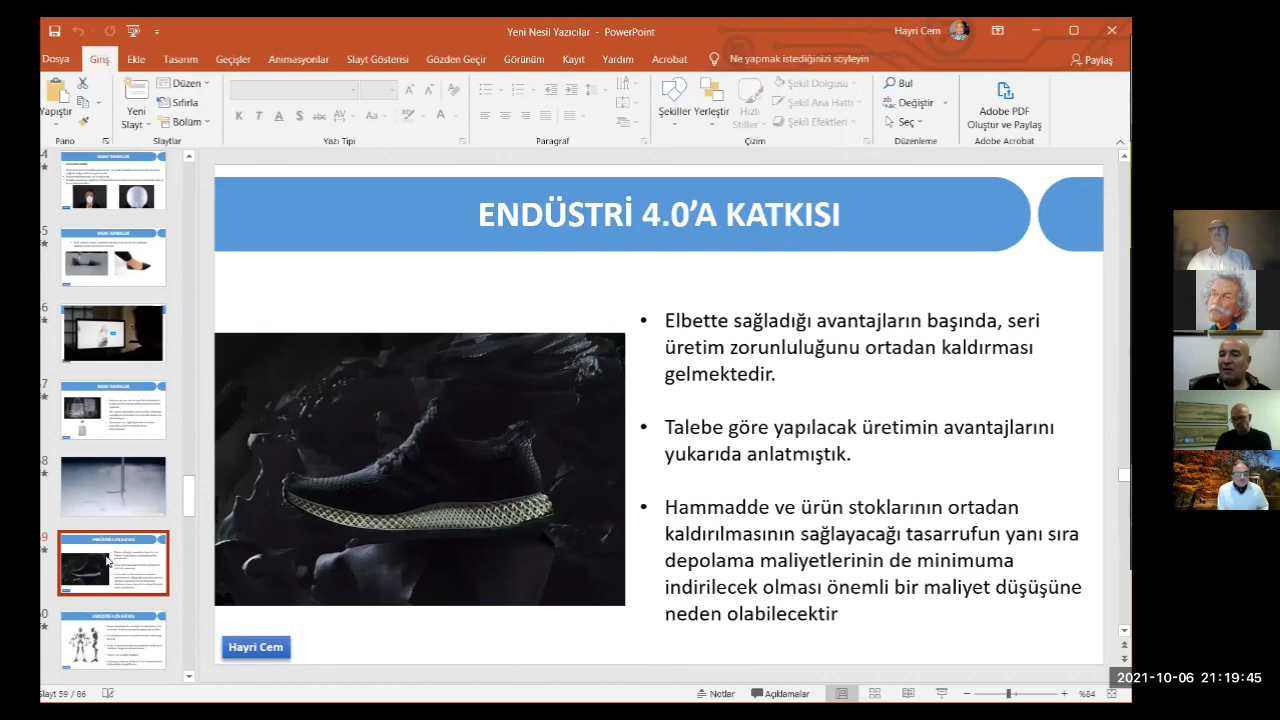 Yeni Nesil Yazıcılar - PowerPoint
Hayri Cem
Dosya Giriş Ekle Tasarım Geçişler Animasyonlar Slayt Gösterisi Gözden Geçir Görünüm Kayıt Yardım Acrobat Ne yapmak istediğinizi söyleyin Paylaş
Yapıştır
Yeni Slayt
Düzen
Sıfırla
Bölüm
Şekiller Yerleştir Hızlı Stiller
Şekil Dolgusu
Şekil Ana Hattı
Şekil Efektleri
Bul
Değiştir
Seç
Adobe PDF
Oluştur ve Paylaş
Pano Slaytlar Yazı Tipi Paragraf Çizim Düzenleme Adobe Acrobat
ENDÜSTRİ 4.0’A KATKISI
• Elbette sağladığı avantajların başında, seri
üretim zorunluluğunu ortadan kaldırması
gelmektedir.
• Talebe göre yapılacak üretimin avantajlarını
yukarıda anlatmıştık.
• Hammadde ve ürün stoklarının ortadan
kaldırılmasının sağlayacağı tasarrufun yanı sıra
depolama maliyetlerinin de minimuma
indirilecek olması önemli bir maliyet düşüşüne
neden olabilecektir
Hayri Cem
Slayt 59 / 86
Notlar Açıklamalar %84
2021-10-06 21:19:45